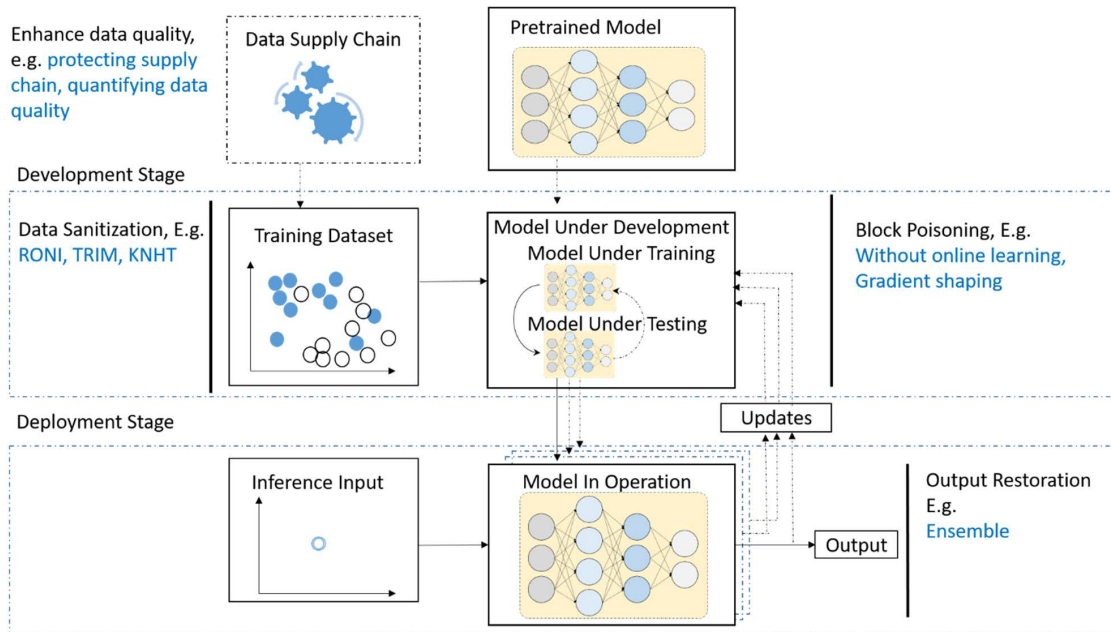 Enhance data quality,
e.g. protecting supply
chain, quantifying data
quality
Data Supply Chain
Pretrained Model
Development Stage
Data Sanitization, E.g.
RONI, TRIM, KNHT
Training Dataset
Model Under Development
Model Under Training
Model Under Testing
Block Poisoning, E.g.
Without online learning,
Gradient shaping
Deployment Stage
Updates
Inference Input
Model In Operation
Output
Output Restoration
E.g.
Ensemble